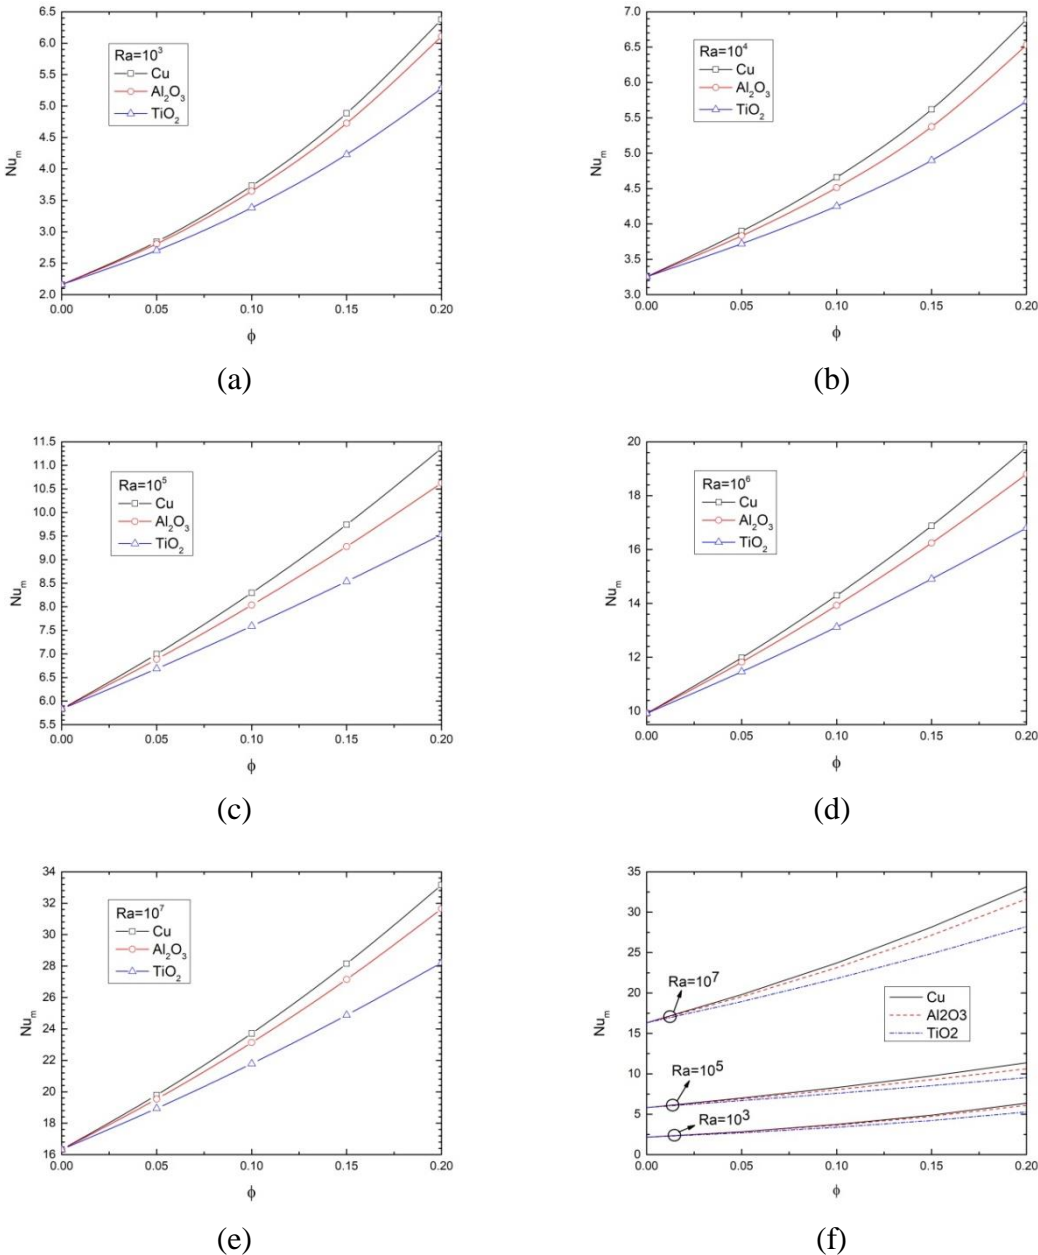 Ra=10³
Cu
Al₂O₃
TiO₂
Nuₘ
6.5
6.0
5.5
5.0
4.5
4.0
3.5
3.0
2.5
2.0
0.00 0.05 0.10 0.15 0.20
ϕ
(a)
Ra=10⁴
Cu
Al₂O₃
TiO₂
Nuₘ
7.0
6.5
6.0
5.5
5.0
4.5
4.0
3.5
3.0
0.00 0.05 0.10 0.15 0.20
ϕ
(b)
Ra=10⁵
Cu
Al₂O₃
TiO₂
Nuₘ
11.5
11.0
10.5
10.0
9.5
9.0
8.5
8.0
7.5
7.0
6.5
6.0
5.5
0.00 0.05 0.10 0.15 0.20
ϕ
(c)
Ra=10⁶
Cu
Al₂O₃
TiO₂
Nuₘ
20
18
16
14
12
10
0.00 0.05 0.10 0.15 0.20
ϕ
(d)
Ra=10⁷
Cu
Al₂O₃
TiO₂
Nuₘ
34
32
30
28
26
24
22
20
18
16
0.00 0.05 0.10 0.15 0.20
ϕ
(e)
Ra=10⁷
Ra=10⁵
Ra=10³
Cu
Al2O3
TiO2
Nuₘ
35
30
25
20
15
10
5
0
0.00 0.05 0.10 0.15 0.20
ϕ
(f)